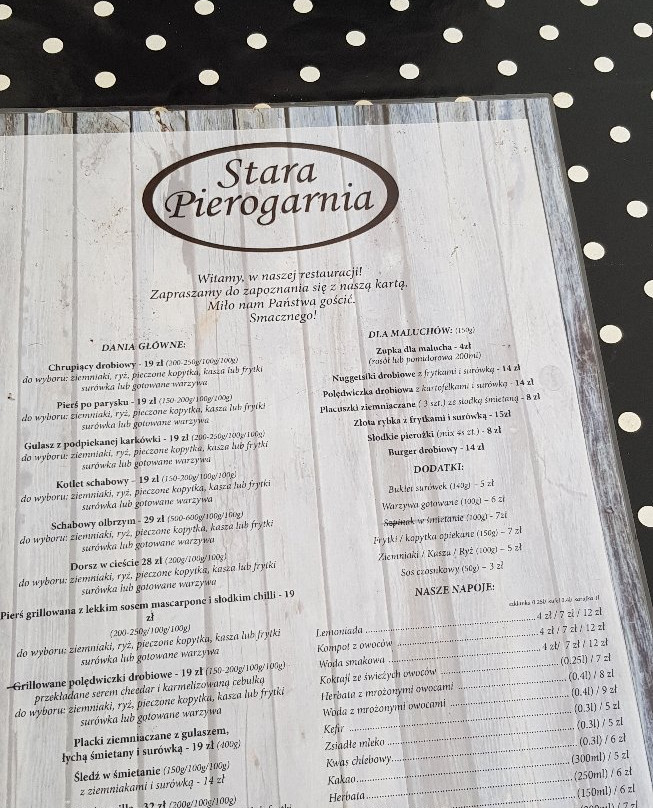 Stara
Pierogarnia
Witamy, w naszej restauracji!
Zapraszamy do zapoznania się z naszą kartą.
Miło nam Państwa gościć.
Smacznego!
DANIA GŁÓWNE:
Chrupiący drobiowy - 19 zł (200-250g/100g/100g)
do wyboru: ziemniaki, ryż, pieczone kopytka, kasza lub frytki
surówka lub gotowane warzywa
Pierś po parysku - 19 zł (150-200g/100g/100g)
do wyboru: ziemniaki, ryż, pieczone kopytka, kasza lub frytki
surówka lub gotowane warzywa
Gulasz z podpiekanej karkówki - 19 zł (200-250g/100g/100g)
do wyboru: ziemniaki, ryż, pieczone kopytka, kasza lub frytki
surówka lub gotowane warzywa
Kotlet schabowy - 19 zł (150-200g/100g/100g)
do wyboru: ziemniaki, ryż, pieczone kopytka, kasza lub frytki
surówka lub gotowane warzywa
Schabowy olbrzym - 29 zł (500-600g/100g/100g)
do wyboru: ziemniaki, ryż, pieczone kopytka, kasza lub frytki
surówka lub gotowane warzywa
Dorsz w cieście 28 zł (200g/100g/100g)
do wyboru: ziemniaki, ryż, pieczone kopytka, kasza lub frytki
surówka lub gotowane warzywa
Pierś grillowana z lekkim sosem mascarpone i słodkim chilli - 19
zł
(200-250g/100g/100g)
do wyboru: ziemniaki, ryż, pieczone kopytka, kasza lub frytki
surówka lub gotowane warzywa
Grillowane polędwiczki drobiowe - 19 zł (150-200g/100g/100g)
przekładane serem cheedar i karmelizowaną cebulką
do wyboru: ziemniaki, ryż, pieczone kopytka, kasza lub frytki
surówka lub gotowane warzywa
Placki ziemniaczane z gulaszem,
łychą śmietany i surówką - 19 zł (400g)
Śledź w śmietanie (150g/100g/100g)
z ziemniakami i surówką - 14 zł
32 zł (200g/100g/100g)
DLA MALUCHÓW: (150g)
Zupka dla malucha - 4zł
(rosół lub pomidorowa 200ml)
Nuggetsiki drobiowe z frytkami i surówką - 14 zł
Polędwiczka drobiowa z kartofelkami i surówką - 14 zł
Placuszki ziemniaczane ( 3 szt.) ze słodką śmietaną - 8 zł
Złota rybka z frytkami i surówką - 15zł
Słodkie pierużki (mix 4s zt.) - 8 zł
Burger drobiowy - 14 zł
DODATKI:
Bukiet surówek (140g) – 5 zł
Warzywa gotowane (100g) – 6 zł
Szpinak w śmietanie (100g) - 7zł
Frytki / kopytka opiekane (150g) – 7 zł
Ziemniaki / Kasza / Ryż (100g) – 5 zł
Sos czosnkowy (50g) – 3 zł
NASZE NAPOJE:
Lemoniada ........ 4 zł / 7 zł / 12 zł
Kompot z owoców ........ 4 zł / 7 zł / 12 zł
Woda smakowa ........ 4 zł/ 7 zł / 12 zł
Koktajl ze świeżych owoców ........ (0.25l) / 7 zł
Herbata z mrożonymi owocami ........ (0.4l) / 8 zł
Woda z mrożonymi owocami ........ (0.4l) / 9 zł
Kefir ........ (0.3l) / 5 zł
Zsiadłe mleko ........ (0.3l) / 5 zł
Kwas chlebowy ........ (0.3l) / 6 zł
Kakao ........ (300ml) / 5 zł
Herbata ........ (250ml) / 6 zł
(150ml) / 6 zł